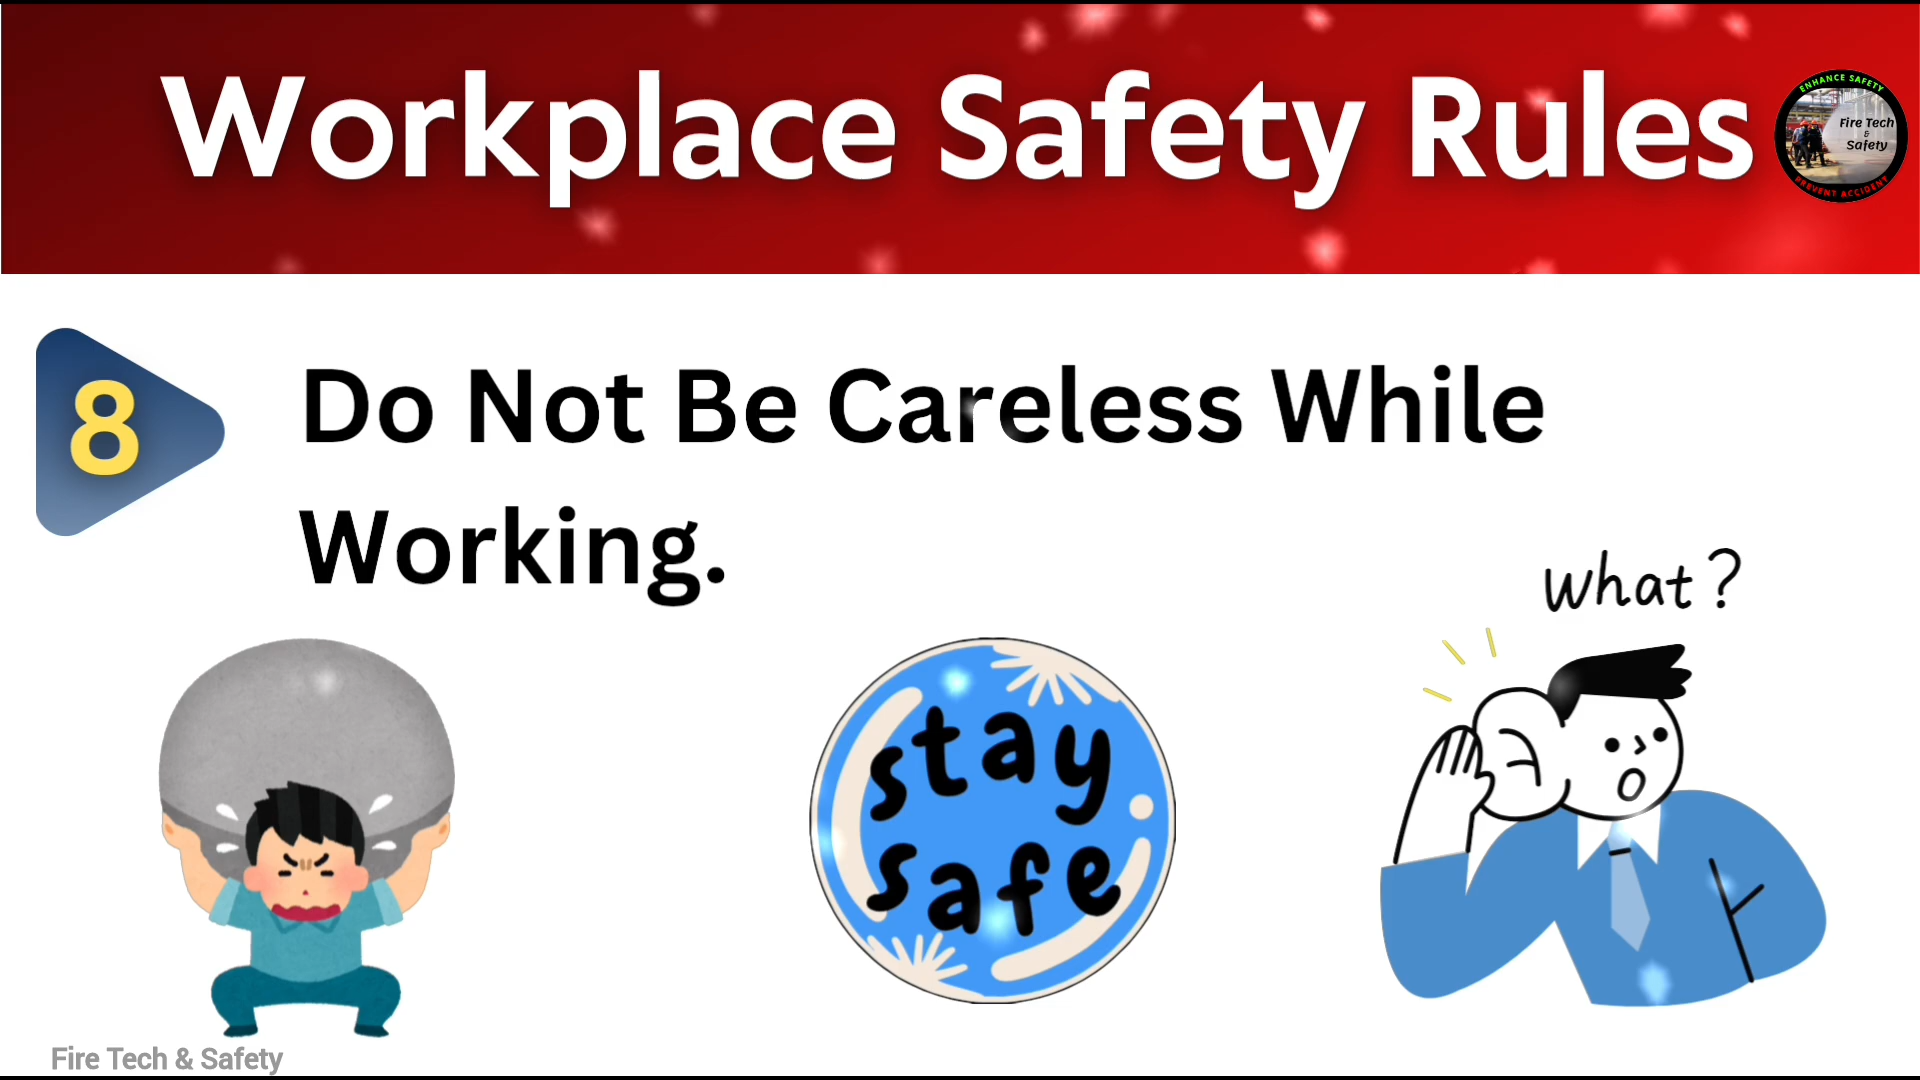 Workplace Safety Rules
ENHANCE SAFETY
Fire Tech
&
Safety
PREVENT ACCIDENT
8
Do Not Be Careless While
Working.
What?
stay
safe
Fire Tech & Safety